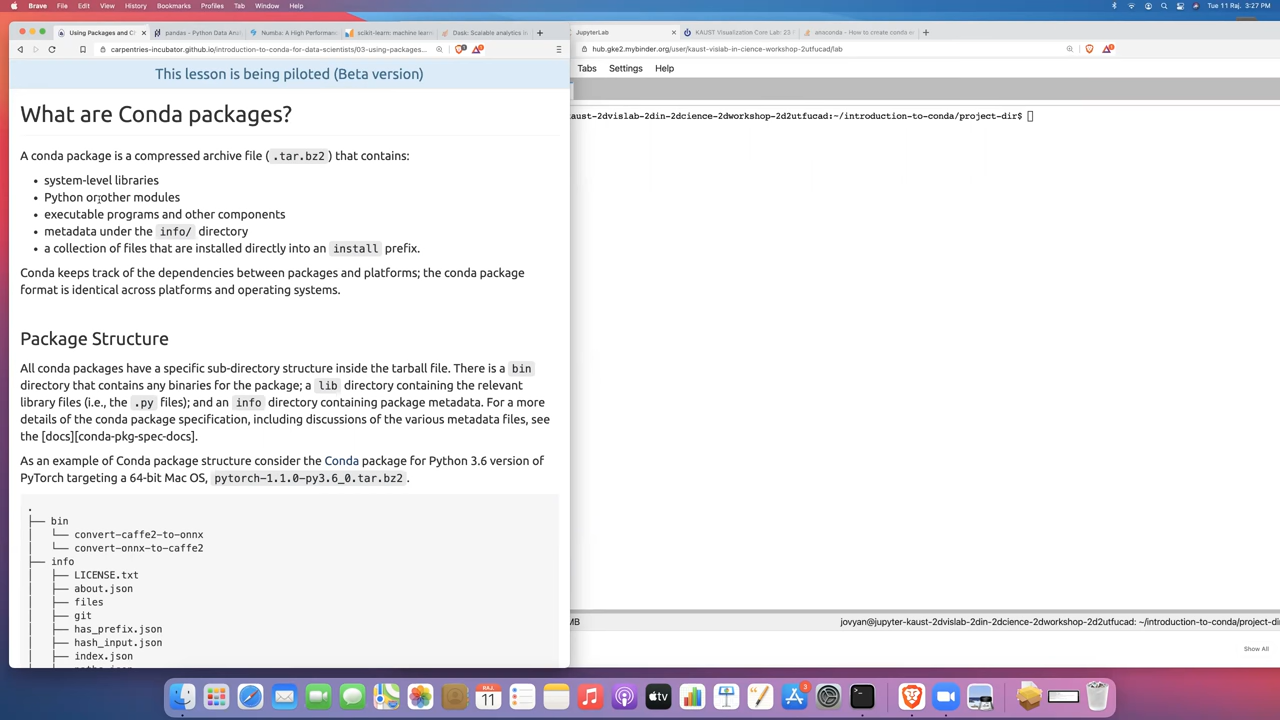 Brave File Edit View History Bookmarks Profiles Tab Window Help Tue 11 Raj. 3:27 PM
Using Packages and C pandas - Python Data Anal Numba: A High Performanc scikit-learn: machine learn Dask: Scalable analytics in
carpentries-incubator.github.io/introduction-to-conda-for-data-scientists/03-using-packages...
This lesson is being piloted (Beta version)
What are Conda packages?
A conda package is a compressed archive file ( .tar.bz2 ) that contains:
• system-level libraries
• Python or other modules
• executable programs and other components
• metadata under the info/ directory
• a collection of files that are installed directly into an install prefix.
Conda keeps track of the dependencies between packages and platforms; the conda package
format is identical across platforms and operating systems.
Package Structure
All conda packages have a specific sub-directory structure inside the tarball file. There is a bin
directory that contains any binaries for the package; a lib directory containing the relevant
library files (i.e., the .py files); and an info directory containing package metadata. For a more
details of the conda package specification, including discussions of the various metadata files, see
the [docs][conda-pkg-spec-docs].
As an example of Conda package structure consider the Conda package for Python 3.6 version of
PyTorch targeting a 64-bit Mac OS, pytorch-1.1.0-py3.6_0.tar.bz2 .
.
├── bin
│   └── convert-caffe2-to-onnx
│   └── convert-onnx-to-caffe2
├── info
│   ├── LICENSE.txt
│   ├── about.json
│   ├── files
│   ├── git
│   ├── has_prefix.json
│   ├── hash_input.json
│   ├── index.json
JupyterLab KAUST Visualization Core Lab: 23 anaconda - How to create conda e
hub.gke2.mybinder.org/user/kaust-vislab-in-cience-workshop-2utfucad/lab
Tabs Settings Help
aust-2dvislab-2din-2dcience-2dworkshop-2d2utfucad:~/introduction-to-conda/project-dir$
MB jovyan@jupyter-kaust-2dvislab-2din-2dcience-2dworkshop-2d2utfucad: ~/introduction-to-conda/project-di
Show All
RAJ.
11
tv
3